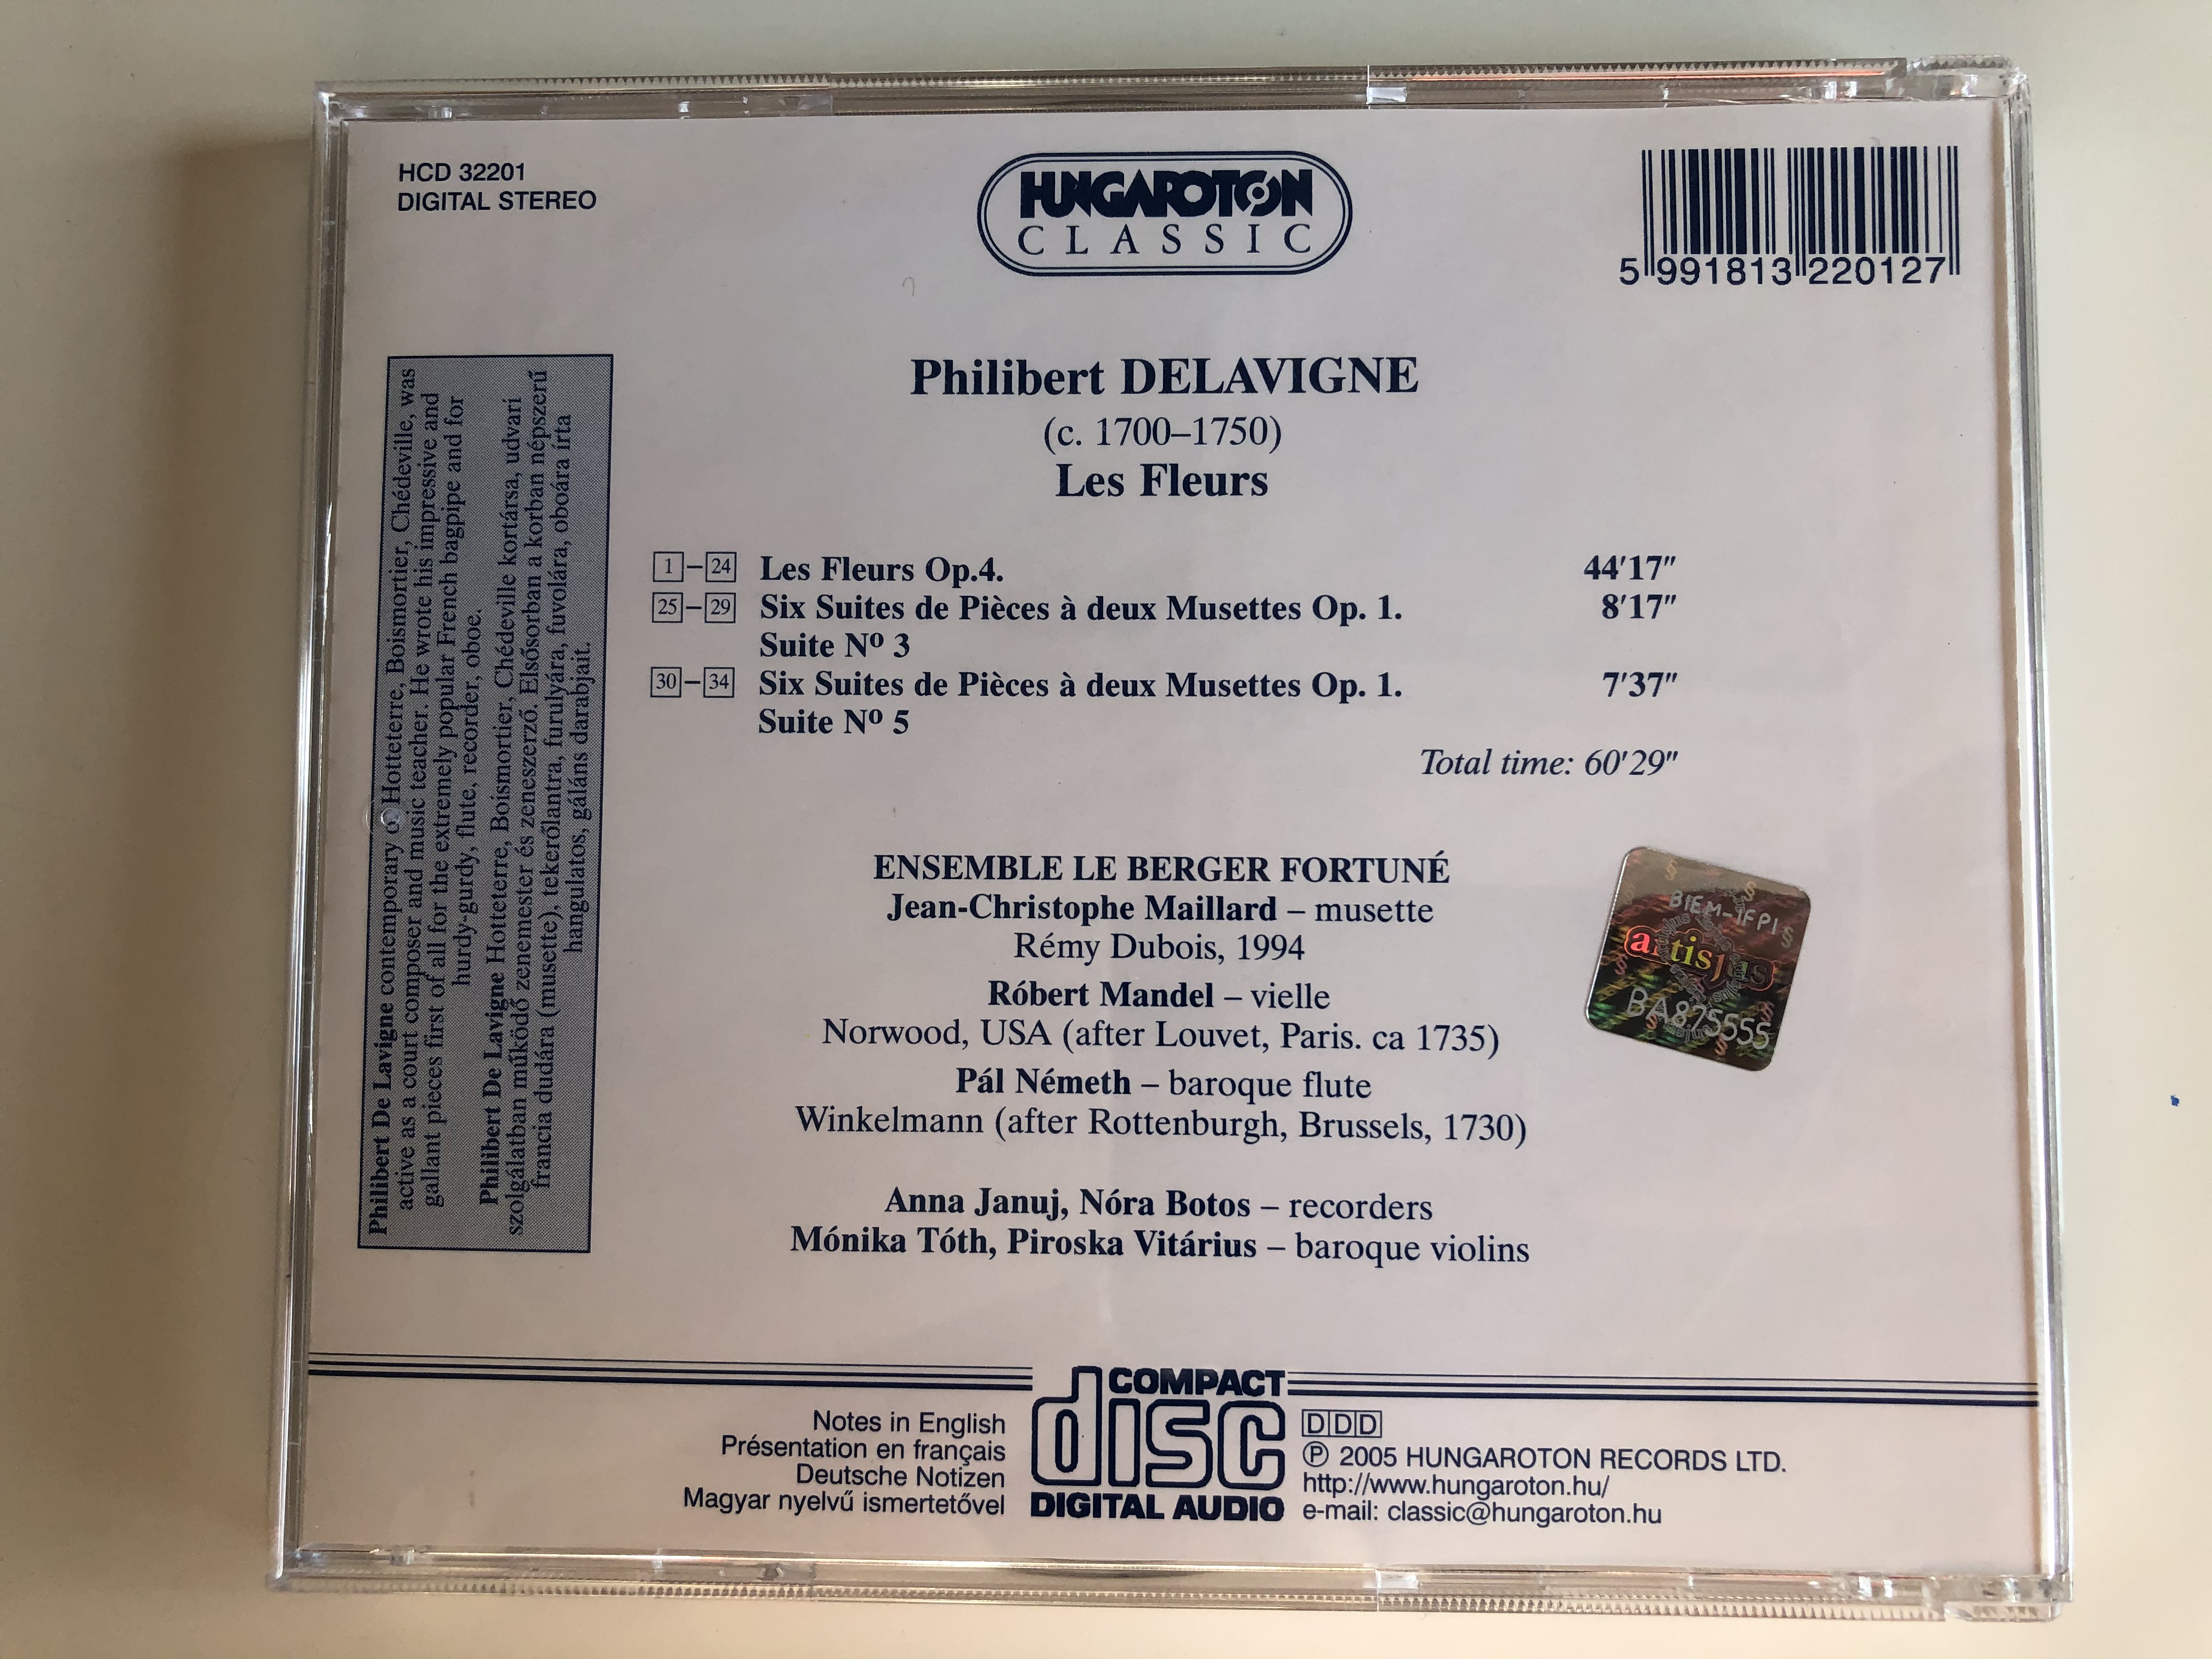 HCD 32201
DIGITAL STEREO
HUNGAROTON
CLASSIC
5 991813 220127
Philibert DELAVIGNE
(c. 1700–1750)
Les Fleurs
1 – 24 Les Fleurs Op.4. 44'17"
25 – 29 Six Suites de Pièces à deux Musettes Op. 1. 8'17"
Suite Nº 3
30 – 34 Six Suites de Pièces à deux Musettes Op. 1. 7'37"
Suite Nº 5
Total time: 60'29"
ENSEMBLE LE BERGER FORTUNÉ
Jean-Christophe Maillard – musette
Rémy Dubois, 1994
Róbert Mandel – vielle
Norwood, USA (after Louvet, Paris. ca 1735)
Pál Németh – baroque flute
Winkelmann (after Rottenburgh, Brussels, 1730)
Anna Januj, Nóra Botos – recorders
Mónika Tóth, Piroska Vitárius – baroque violins
Philibert De Lavigne contemporary of Hotteterre, Boismortier, Chédeville, was
active as a court composer and music teacher. He wrote his impressive and
gallant pieces first of all for the extremely popular French bagpipe and for
hurdy-gurdy, flute, recorder, oboe.
Philibert De Lavigne Hotteterre, Boismortier, Chédeville kortársa, udvari
szolgálatban működő zenemester és zeneszerző. Elsősorban a korban népszerű
francia dudára (musette), tekerőlantra, furulyára, fuvolára, oboára írta
hangulatos, gáláns darabjait.
BIEM-IFPI
artisjus
BA875555
Notes in English
Présentation en français
Deutsche Notizen
Magyar nyelvű ismertetővel
COMPACT
disc
DIGITAL AUDIO
DDD
℗ 2005 HUNGAROTON RECORDS LTD.
http://www.hungaroton.hu/
e-mail: classic@hungaroton.hu